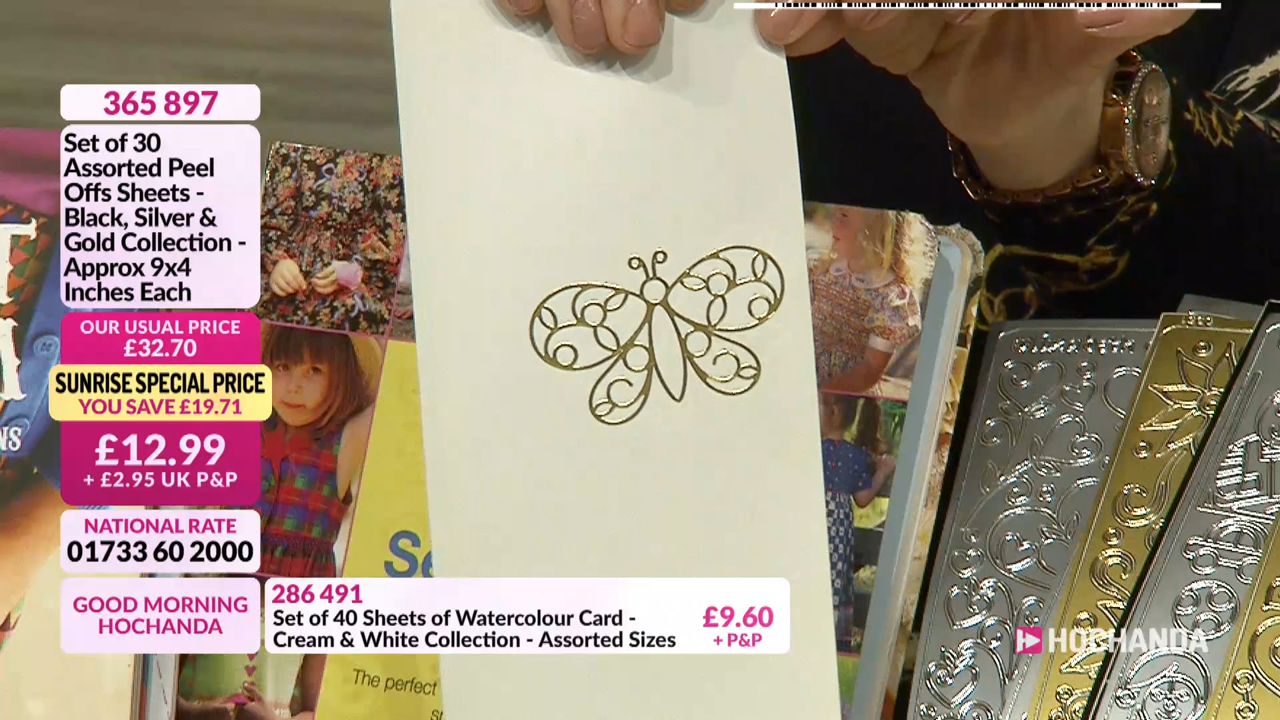 365 897
Set of 30
Assorted Peel
Offs Sheets -
Black, Silver &
Gold Collection -
Approx 9x4
Inches Each
OUR USUAL PRICE
£32.70
SUNRISE SPECIAL PRICE
YOU SAVE £19.71
£12.99
+ £2.95 UK P&P
NATIONAL RATE
01733 60 2000
GOOD MORNING
HOCHANDA
286 491
Set of 40 Sheets of Watercolour Card -
Cream & White Collection - Assorted Sizes
£9.60
+ P&P
HOCHANDA
The perfect